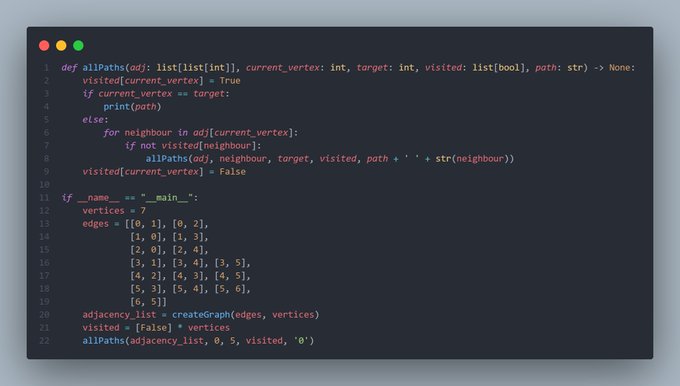 1 def allPaths(adj: list[list[int]], current_vertex: int, target: int, visited: list[bool], path: str) -> None:
2     visited[current_vertex] = True
3     if current_vertex == target:
4         print(path)
5     else:
6         for neighbour in adj[current_vertex]:
7             if not visited[neighbour]:
8                 allPaths(adj, neighbour, target, visited, path + ' ' + str(neighbour))
9     visited[current_vertex] = False
10
11 if __name__ == "__main__":
12     vertices = 7
13     edges = [[0, 1], [0, 2],
14              [1, 0], [1, 3],
15              [2, 0], [2, 4],
16              [3, 1], [3, 4], [3, 5],
17              [4, 2], [4, 3], [4, 5],
18              [5, 3], [5, 4], [5, 6],
19              [6, 5]]
20     adjacency_list = createGraph(edges, vertices)
21     visited = [False] * vertices
22     allPaths(adjacency_list, 0, 5, visited, '0')